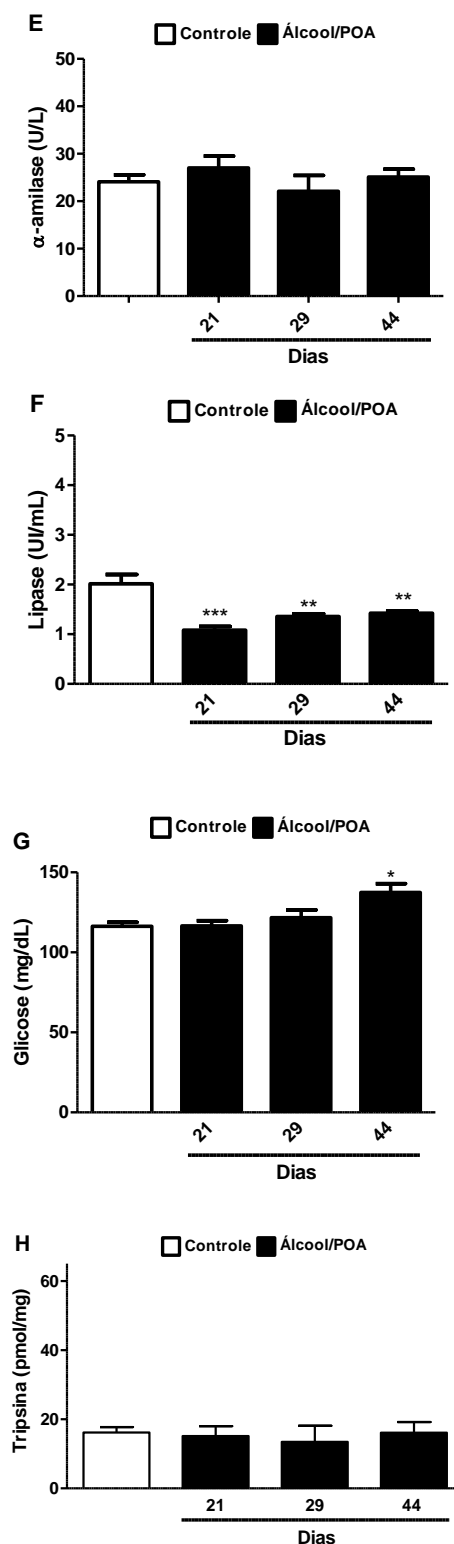 E
Controle Álcool/POA
50
40
30
20
10
0
α-amilase (U/L)
21 29 44
Dias
F
Controle Álcool/POA
5
4
3
2
1
0
Lipase (UI/mL)
*** ** **
21 29 44
Dias
G
Controle Álcool/POA
150
100
50
0
Glicose (mg/dL)
*
21 29 44
Dias
H
Controle Álcool/POA
60
40
20
0
Tripsina (pmol/mg)
21 29 44
Dias